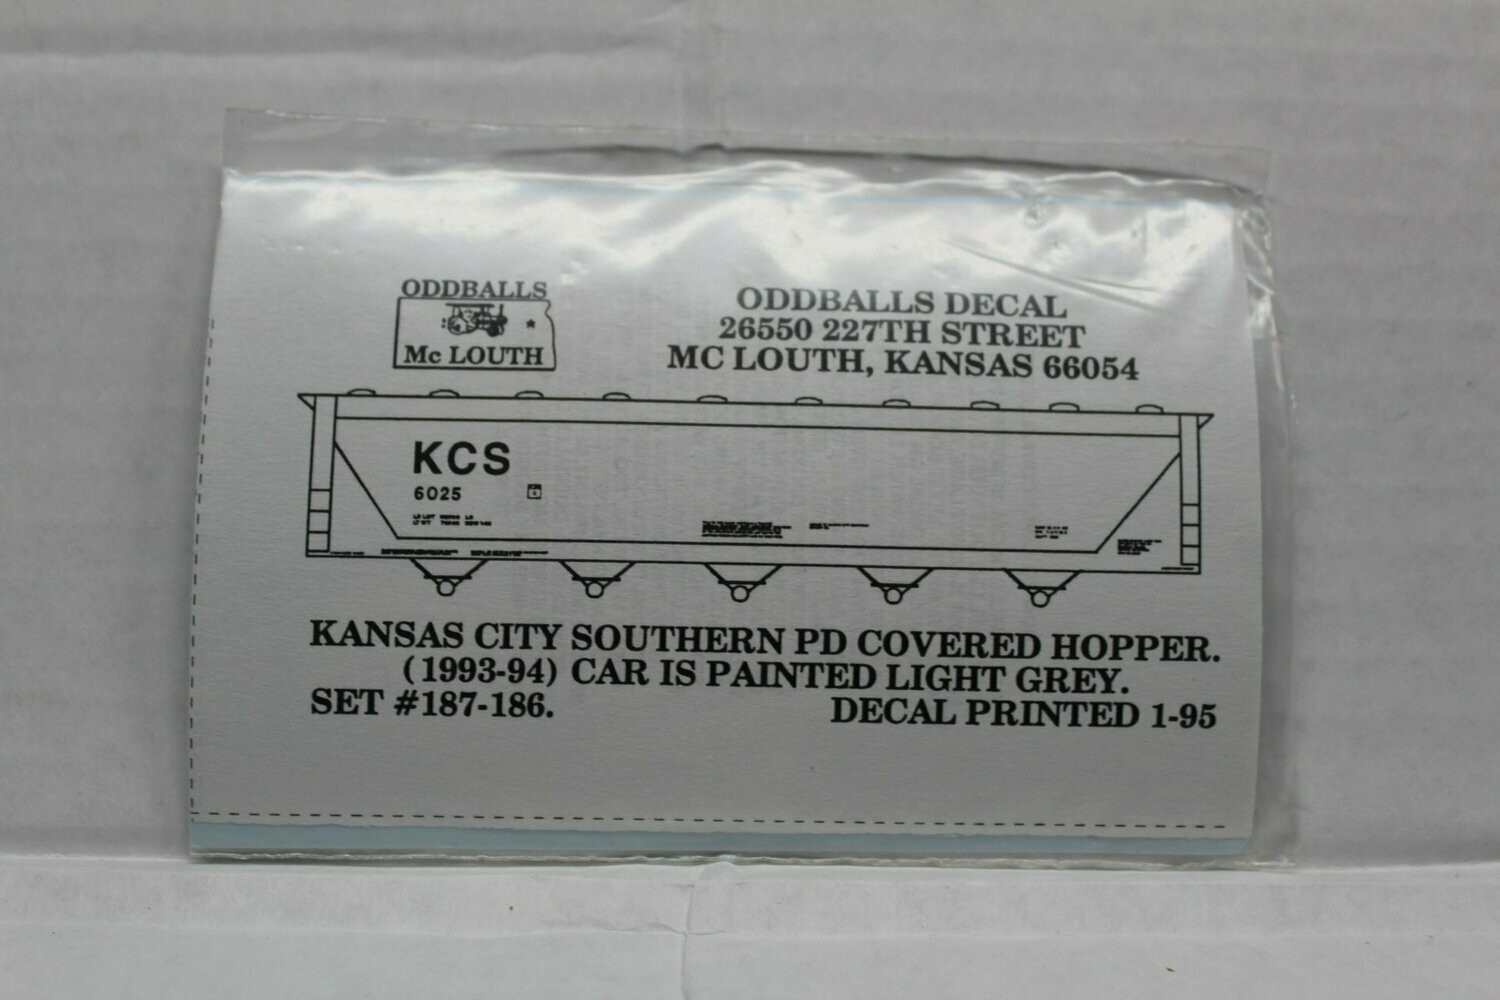 ODDBALLS
Mc LOUTH
ODDBALLS DECAL
26550 227TH STREET
MC LOUTH, KANSAS 66054
KCS
6025
KANSAS CITY SOUTHERN PD COVERED HOPPER.
(1993-94) CAR IS PAINTED LIGHT GREY.
SET #187-186.
DECAL PRINTED 1-95